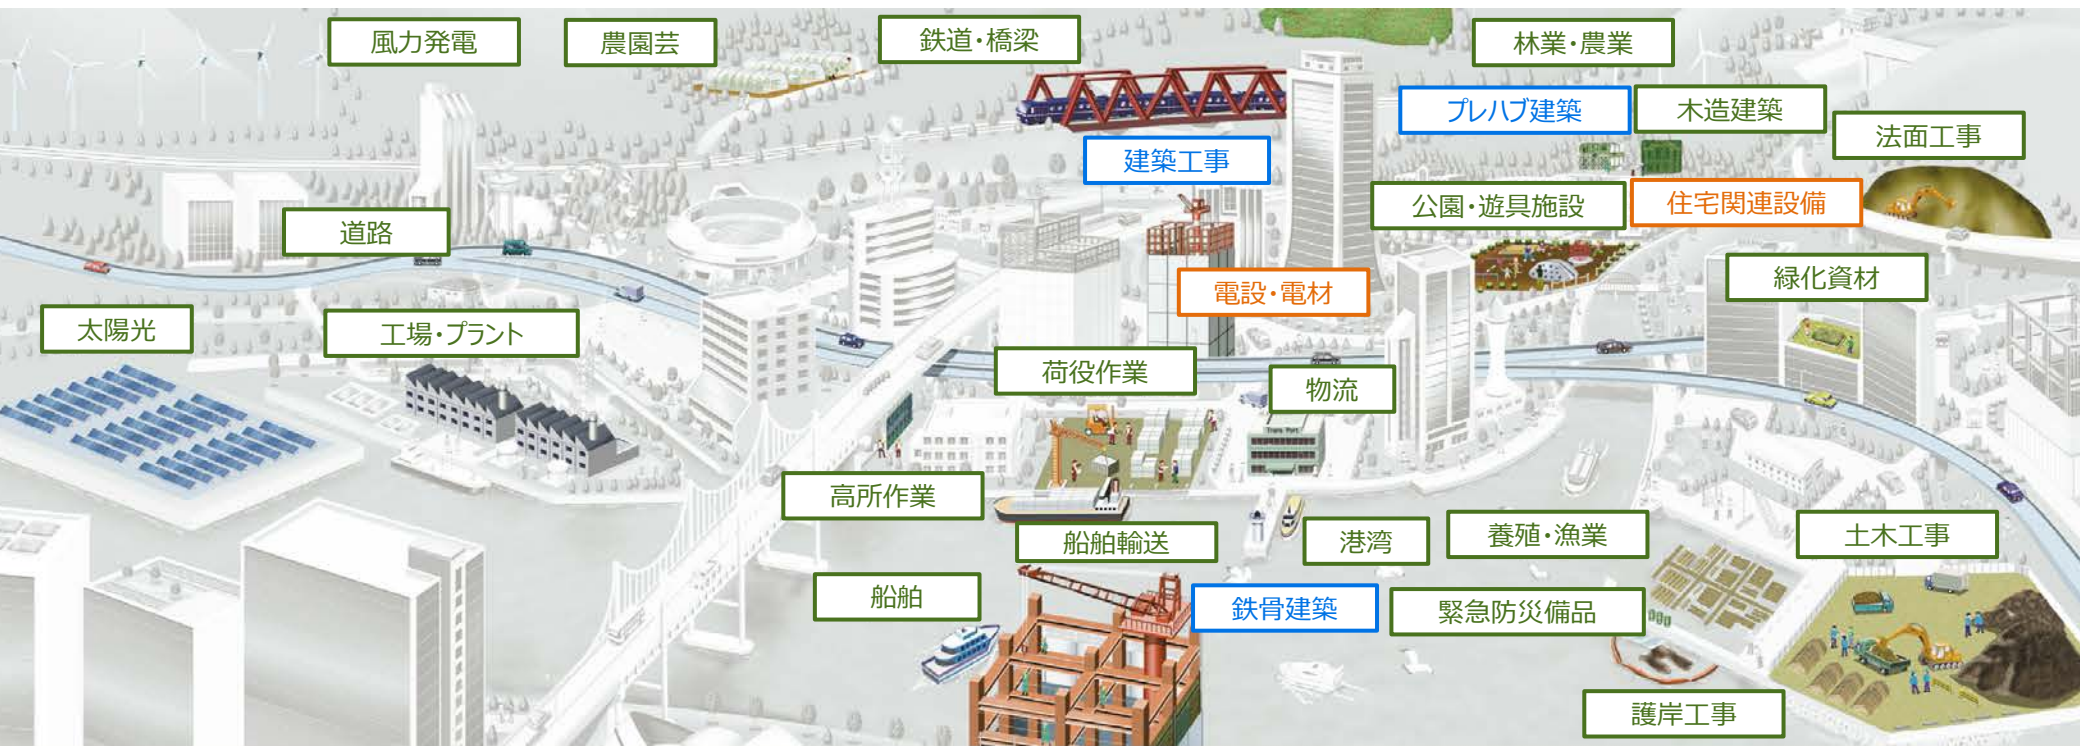 風力発電
農園芸
鉄道・橋梁
林業・農業
プレハブ建築
木造建築
法面工事
建築工事
公園・遊具施設
住宅関連設備
道路
緑化資材
電設・電材
太陽光
工場・プラント
荷役作業
物流
Trans Port
高所作業
船舶輸送
港湾
養殖・漁業
土木工事
船舶
鉄骨建築
緊急防災備品
護岸工事